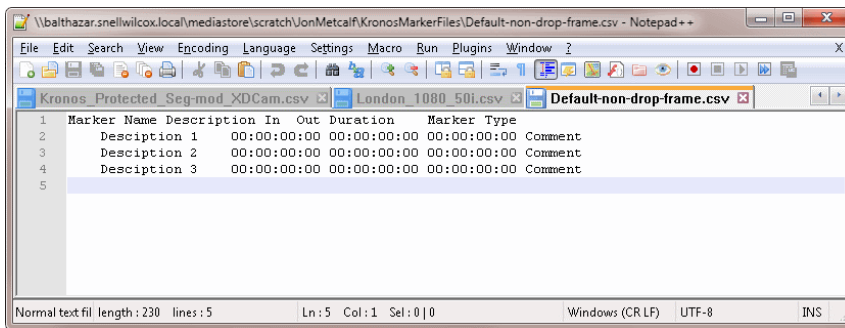 \\balthazar.snellwilcox.local\mediastore\scratch\JonMetcalf\KronosMarkerFiles\Default-non-drop-frame.csv - Notepad++
File Edit Search View Encoding Language Settings Macro Run Plugins Window ? X
Kronos_Protected_Seg-mod_XDCam.csv London_1080_50i.csv Default-non-drop-frame.csv
1 Marker Name Description In Out Duration Marker Type
2 Desciption 1 00:00:00:00 00:00:00:00 00:00:00:00 Comment
3 Desciption 2 00:00:00:00 00:00:00:00 00:00:00:00 Comment
4 Desciption 3 00:00:00:00 00:00:00:00 00:00:00:00 Comment
5
Normal text fil length : 230 lines : 5 Ln : 5 Col : 1 Sel : 0 | 0 Windows (CR LF) UTF-8 INS